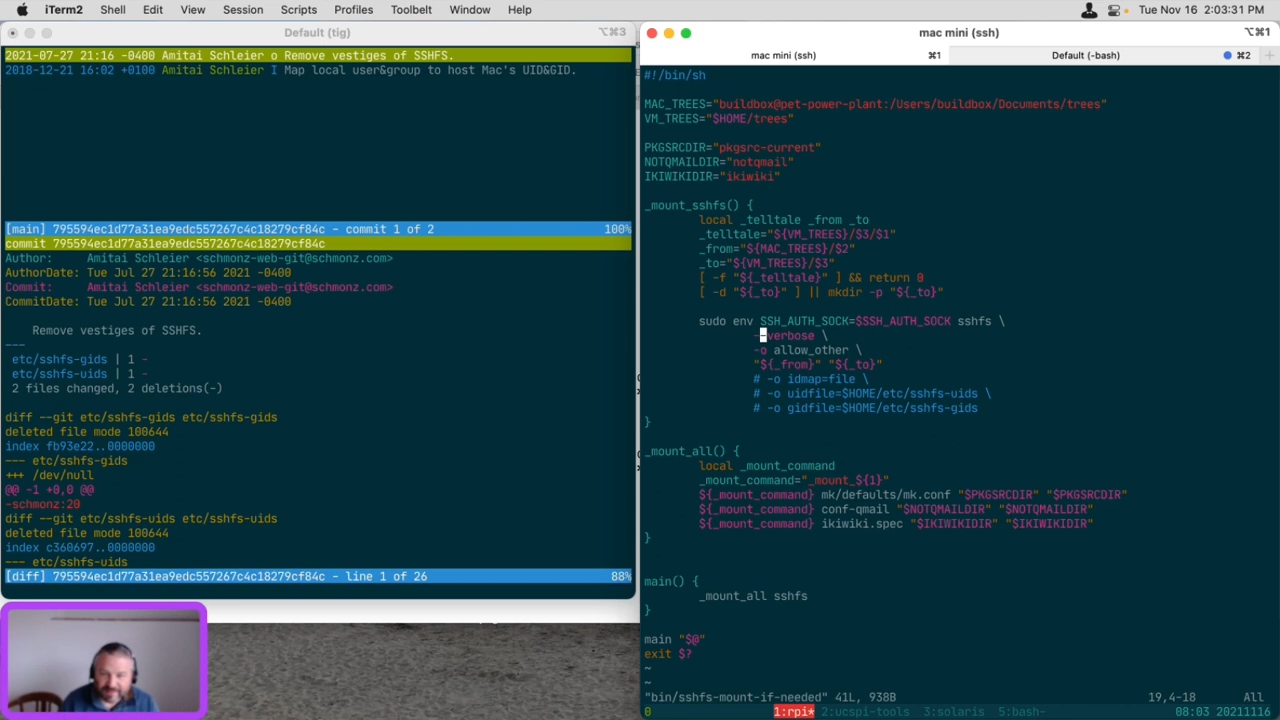 iTerm2 Shell Edit View Session Scripts Profiles Toolbelt Window Help Tue Nov 16 2:03:31 PM
Default (tig) ⌥⌘3
2021-07-27 21:16 -0400 Amitai Schleier o Remove vestiges of SSHFS.
2018-12-21 16:02 +0100 Amitai Schleier I Map local user&group to host Mac's UID&GID.
[main] 795594ec1d77a31ea9edc557267c4c18279cf84c - commit 1 of 2 100%
commit 795594ec1d77a31ea9edc557267c4c18279cf84c
Author: Amitai Schleier <schmonz-web-git@schmonz.com>
AuthorDate: Tue Jul 27 21:16:56 2021 -0400
Commit: Amitai Schleier <schmonz-web-git@schmonz.com>
CommitDate: Tue Jul 27 21:16:56 2021 -0400
Remove vestiges of SSHFS.
---
etc/sshfs-gids | 1 -
etc/sshfs-uids | 1 -
2 files changed, 2 deletions(-)
diff --git etc/sshfs-gids etc/sshfs-gids
deleted file mode 100644
index fb93e22..0000000
--- etc/sshfs-gids
+++ /dev/null
@@ -1 +0,0 @@
-schmonz:20
diff --git etc/sshfs-uids etc/sshfs-uids
deleted file mode 100644
index c360697..0000000
--- etc/sshfs-uids
[diff] 795594ec1d77a31ea9edc557267c4c18279cf84c - line 1 of 26 88%
mac mini (ssh) ⌥⌘1
mac mini (ssh) ⌘1 Default (-bash) ⌘2 +
#!/bin/sh
MAC_TREES="buildbox@pet-power-plant:/Users/buildbox/Documents/trees"
VM_TREES="$HOME/trees"
PKGSRCDIR="pkgsrc-current"
NOTQMAILDIR="notqmail"
IKIWIKIDIR="ikiwiki"
_mount_sshfs() {
local _telltale _from _to
_telltale="${VM_TREES}/$3/$1"
_from="${MAC_TREES}/$2"
_to="${VM_TREES}/$3"
[ -f "${_telltale}" ] && return 0
[ -d "${_to}" ] || mkdir -p "${_to}"
sudo env SSH_AUTH_SOCK=$SSH_AUTH_SOCK sshfs \
--verbose \
-o allow_other \
"${_from}" "${_to}"
# -o idmap=file \
# -o uidfile=$HOME/etc/sshfs-uids \
# -o gidfile=$HOME/etc/sshfs-gids
}
_mount_all() {
local _mount_command
_mount_command="_mount_${1}"
${_mount_command} mk/defaults/mk.conf "$PKGSRCDIR" "$PKGSRCDIR"
${_mount_command} conf-qmail "$NOTQMAILDIR" "$NOTQMAILDIR"
${_mount_command} ikiwiki.spec "$IKIWIKIDIR" "$IKIWIKIDIR"
}
main() {
_mount_all sshfs
}
main "$@"
exit $?
~
~
"bin/sshfs-mount-if-needed" 41L, 938B 19,4-18 All
0 1:rpi* 2:ucspi-tools 3:solaris 5:bash- 08:03 20211116